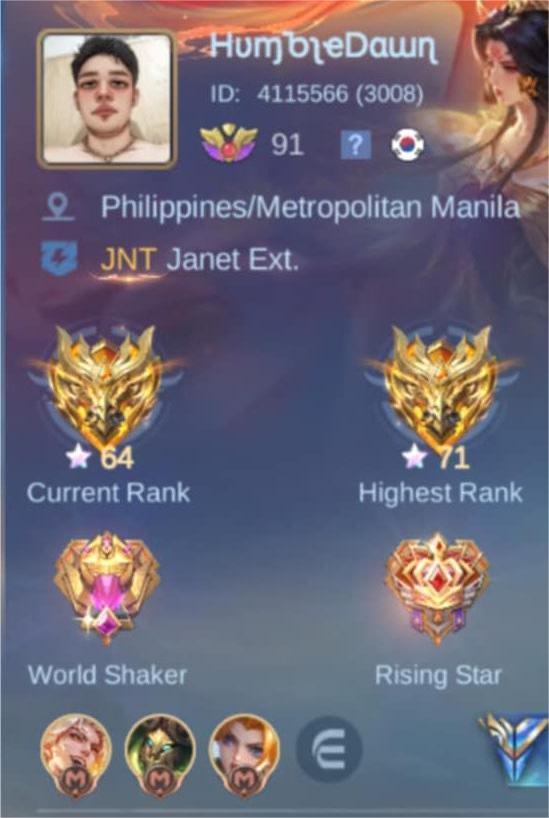 HumbleDawn
ID: 4115566 (3008)
91 ?
Philippines/Metropolitan Manila
JNT Janet Ext.
64 71
Current Rank Highest Rank
World Shaker Rising Star
M M M E